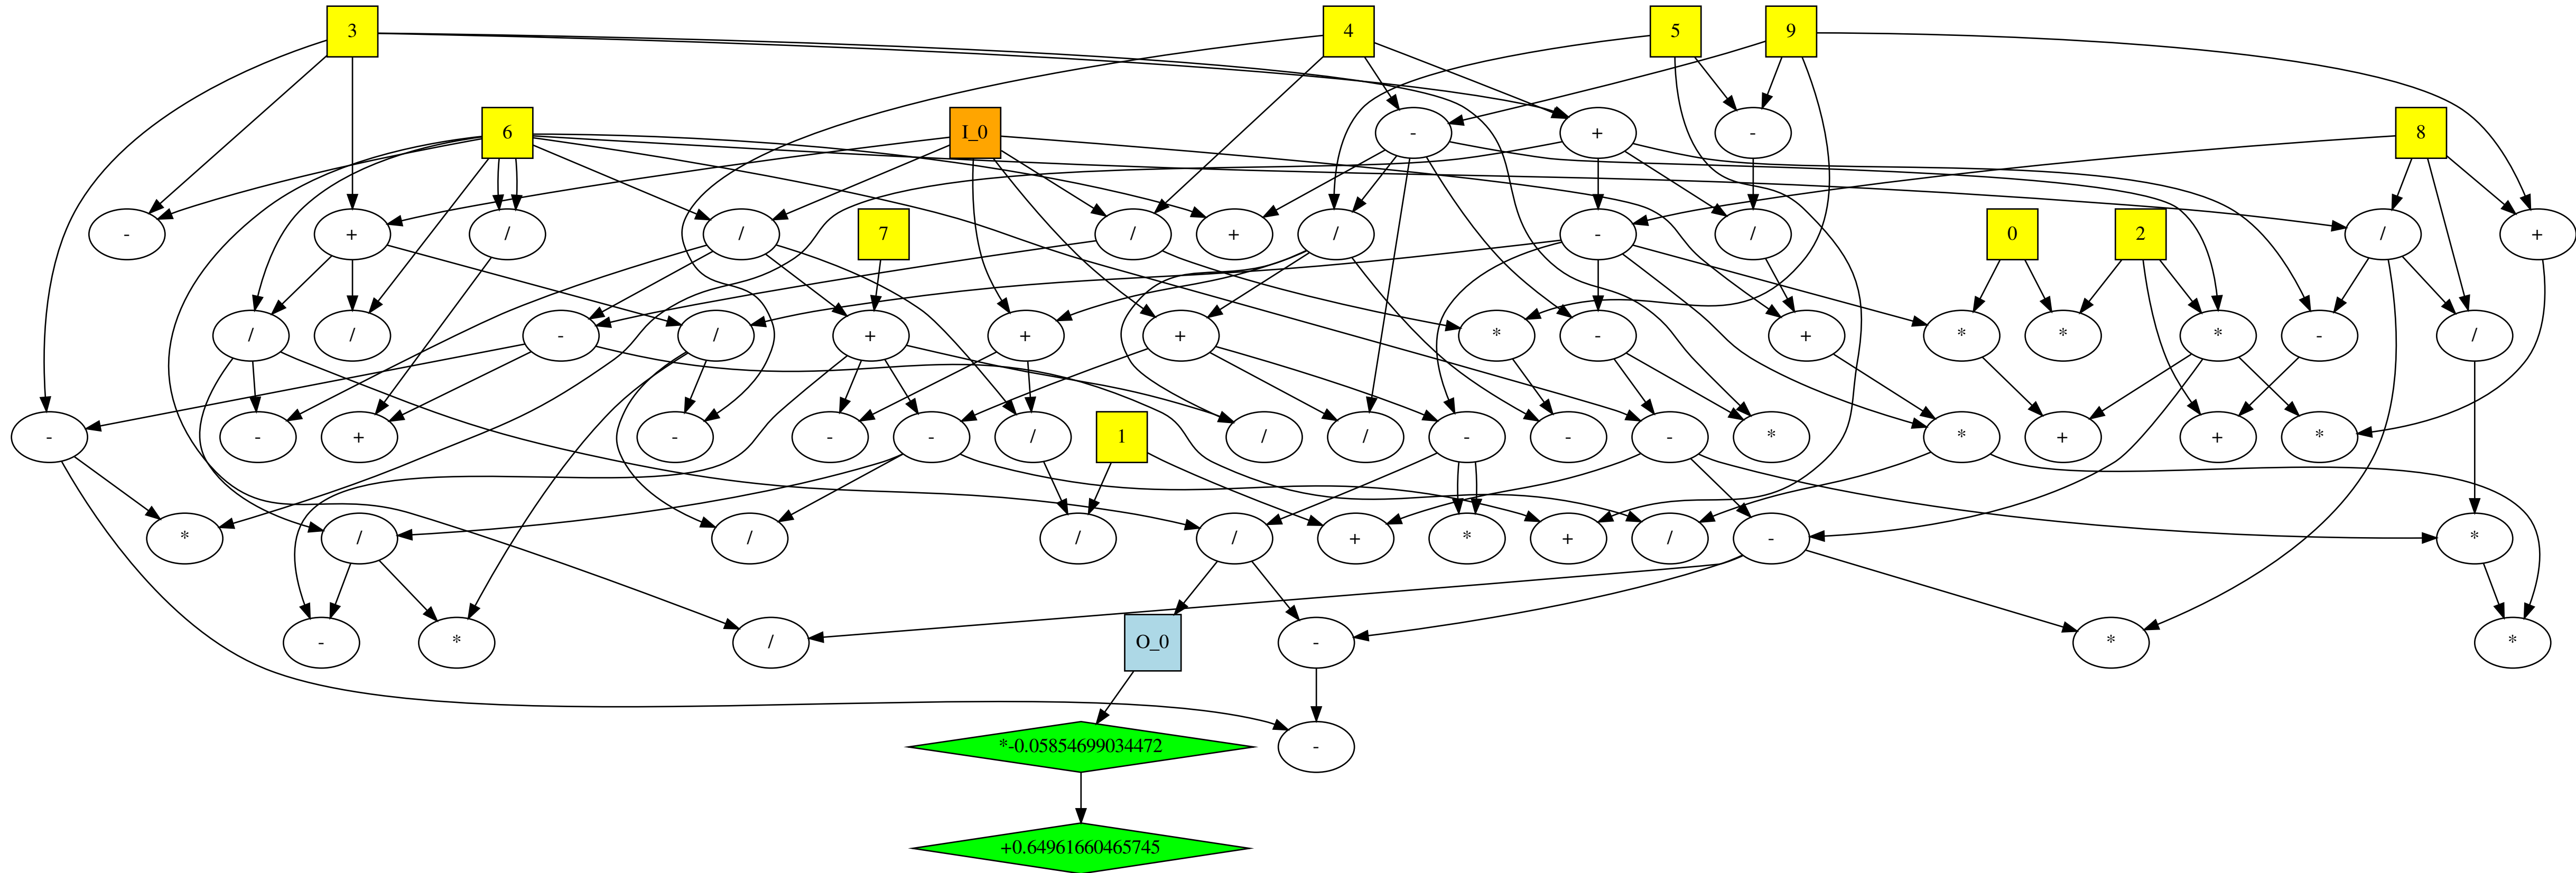 3 4 5 9
6 I_0 - + - 8
- + / / 7 / + / - / 0 2 / +
/ / - / + + + * - + * * * - /
- - + - - - / 1 / / - - - * * + + *
* / / / / + * + / - *
- * / O_0 - * *
*-0.05854699034472 -
+0.64961660465745